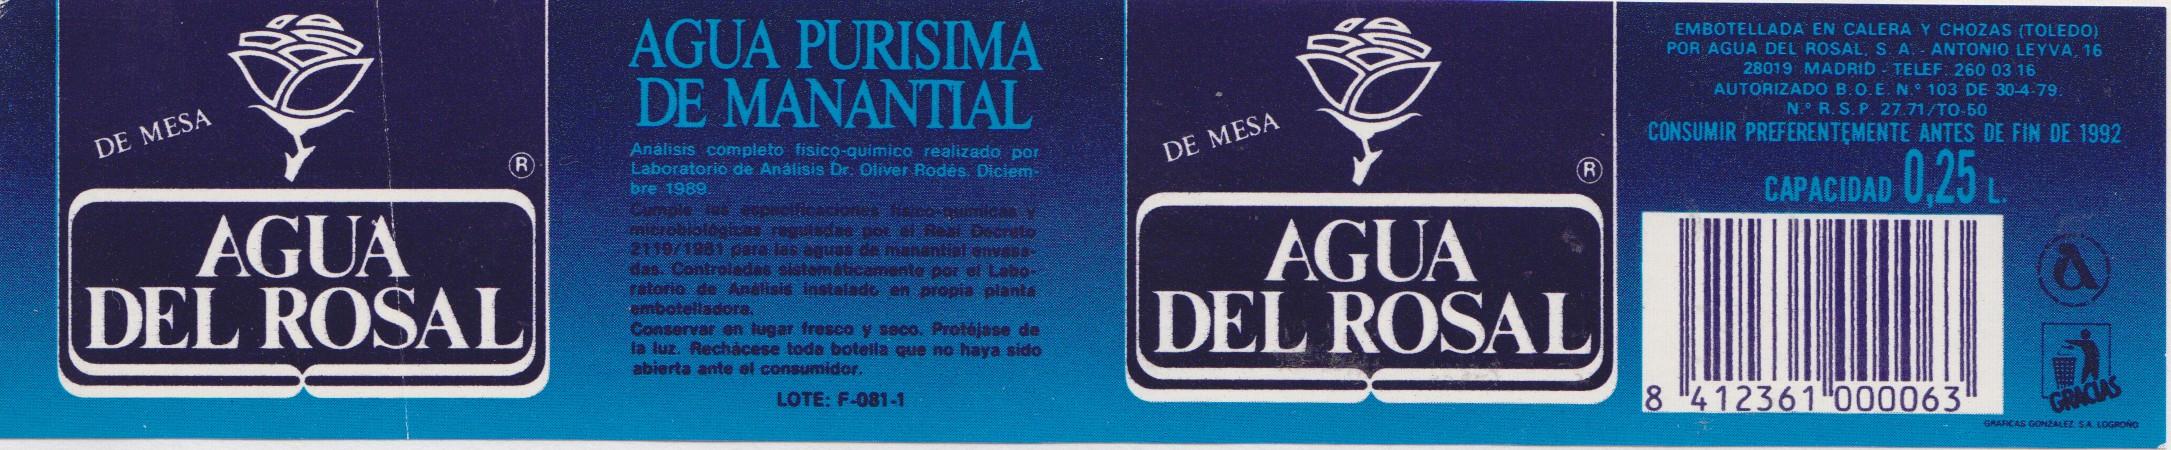 DE MESA
®
AGUA
DEL ROSAL
AGUA PURISIMA
DE MANANTIAL
Análisis completo físico-químico realizado por
Laboratorio de Análisis Dr. Oliver Rodés. Diciem-
bre 1989.
Cumple las especificaciones físico-químicas y
microbiológicas reguladas por el Real Decreto
2119/1981 para las aguas de manantial envasa-
das. Controladas sistemáticamente por el Labo-
ratorio de Análisis instalado en propia planta
embotelladora.
Conservar en lugar fresco y seco. Protéjase de
la luz. Rechácese toda botella que no haya sido
abierta ante el consumidor.
LOTE: F-081-1
DE MESA
®
AGUA
DEL ROSAL
EMBOTELLADA EN CALERA Y CHOZAS (TOLEDO)
POR AGUA DEL ROSAL, S. A. - ANTONIO LEYVA, 16
28019 MADRID - TELEF. 260 03 16
AUTORIZADO B.O.E. N.º 103 DE 30-4-79.
N.º R.S.P. 27.71/TO-50
CONSUMIR PREFERENTEMENTE ANTES DE FIN DE 1992
CAPACIDAD 0,25 L.
8 412361 000063
a
GRACIAS
GRAFICAS GONZALEZ, S.A. LOGROÑO